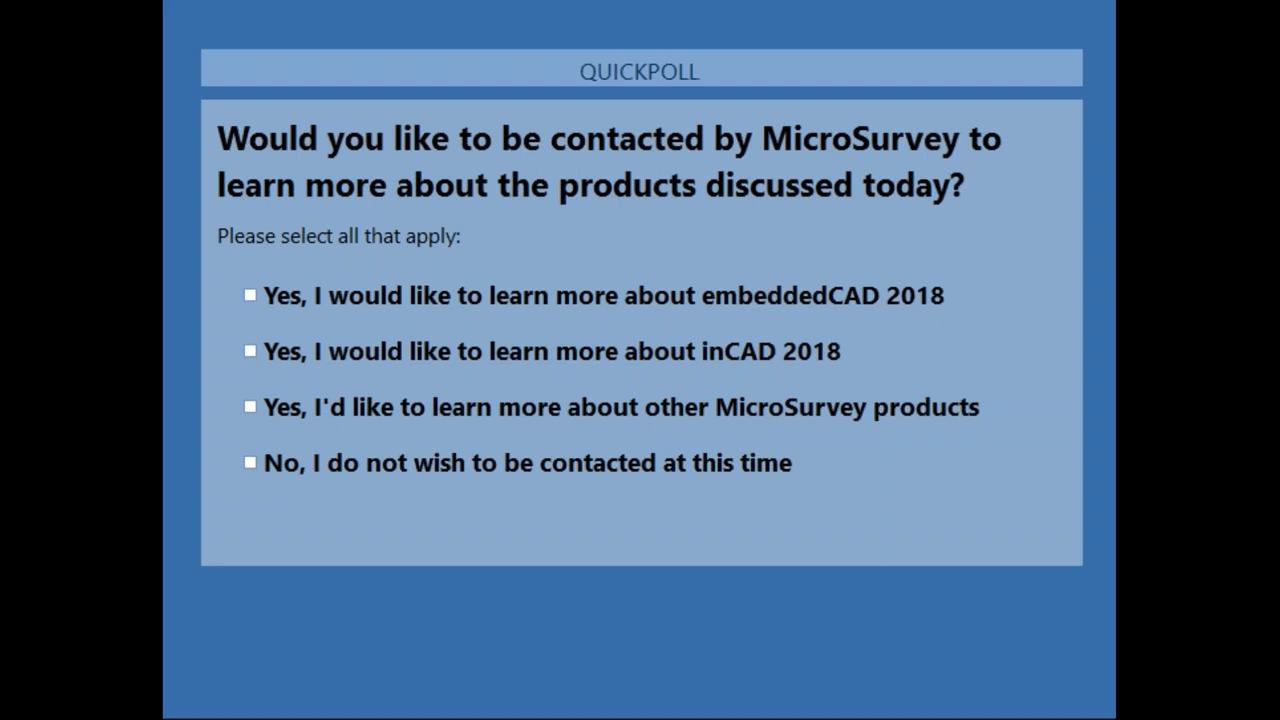 QUICKPOLL
Would you like to be contacted by MicroSurvey to
learn more about the products discussed today?
Please select all that apply:
Yes, I would like to learn more about embeddedCAD 2018
Yes, I would like to learn more about inCAD 2018
Yes, I'd like to learn more about other MicroSurvey products
No, I do not wish to be contacted at this time